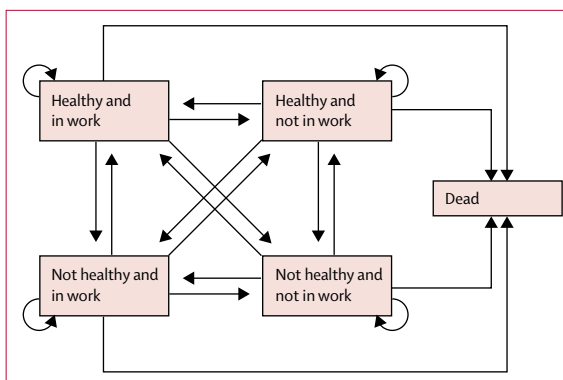 Healthy and
in work
Healthy and
not in work
Dead
Not healthy and
in work
Not healthy and
not in work